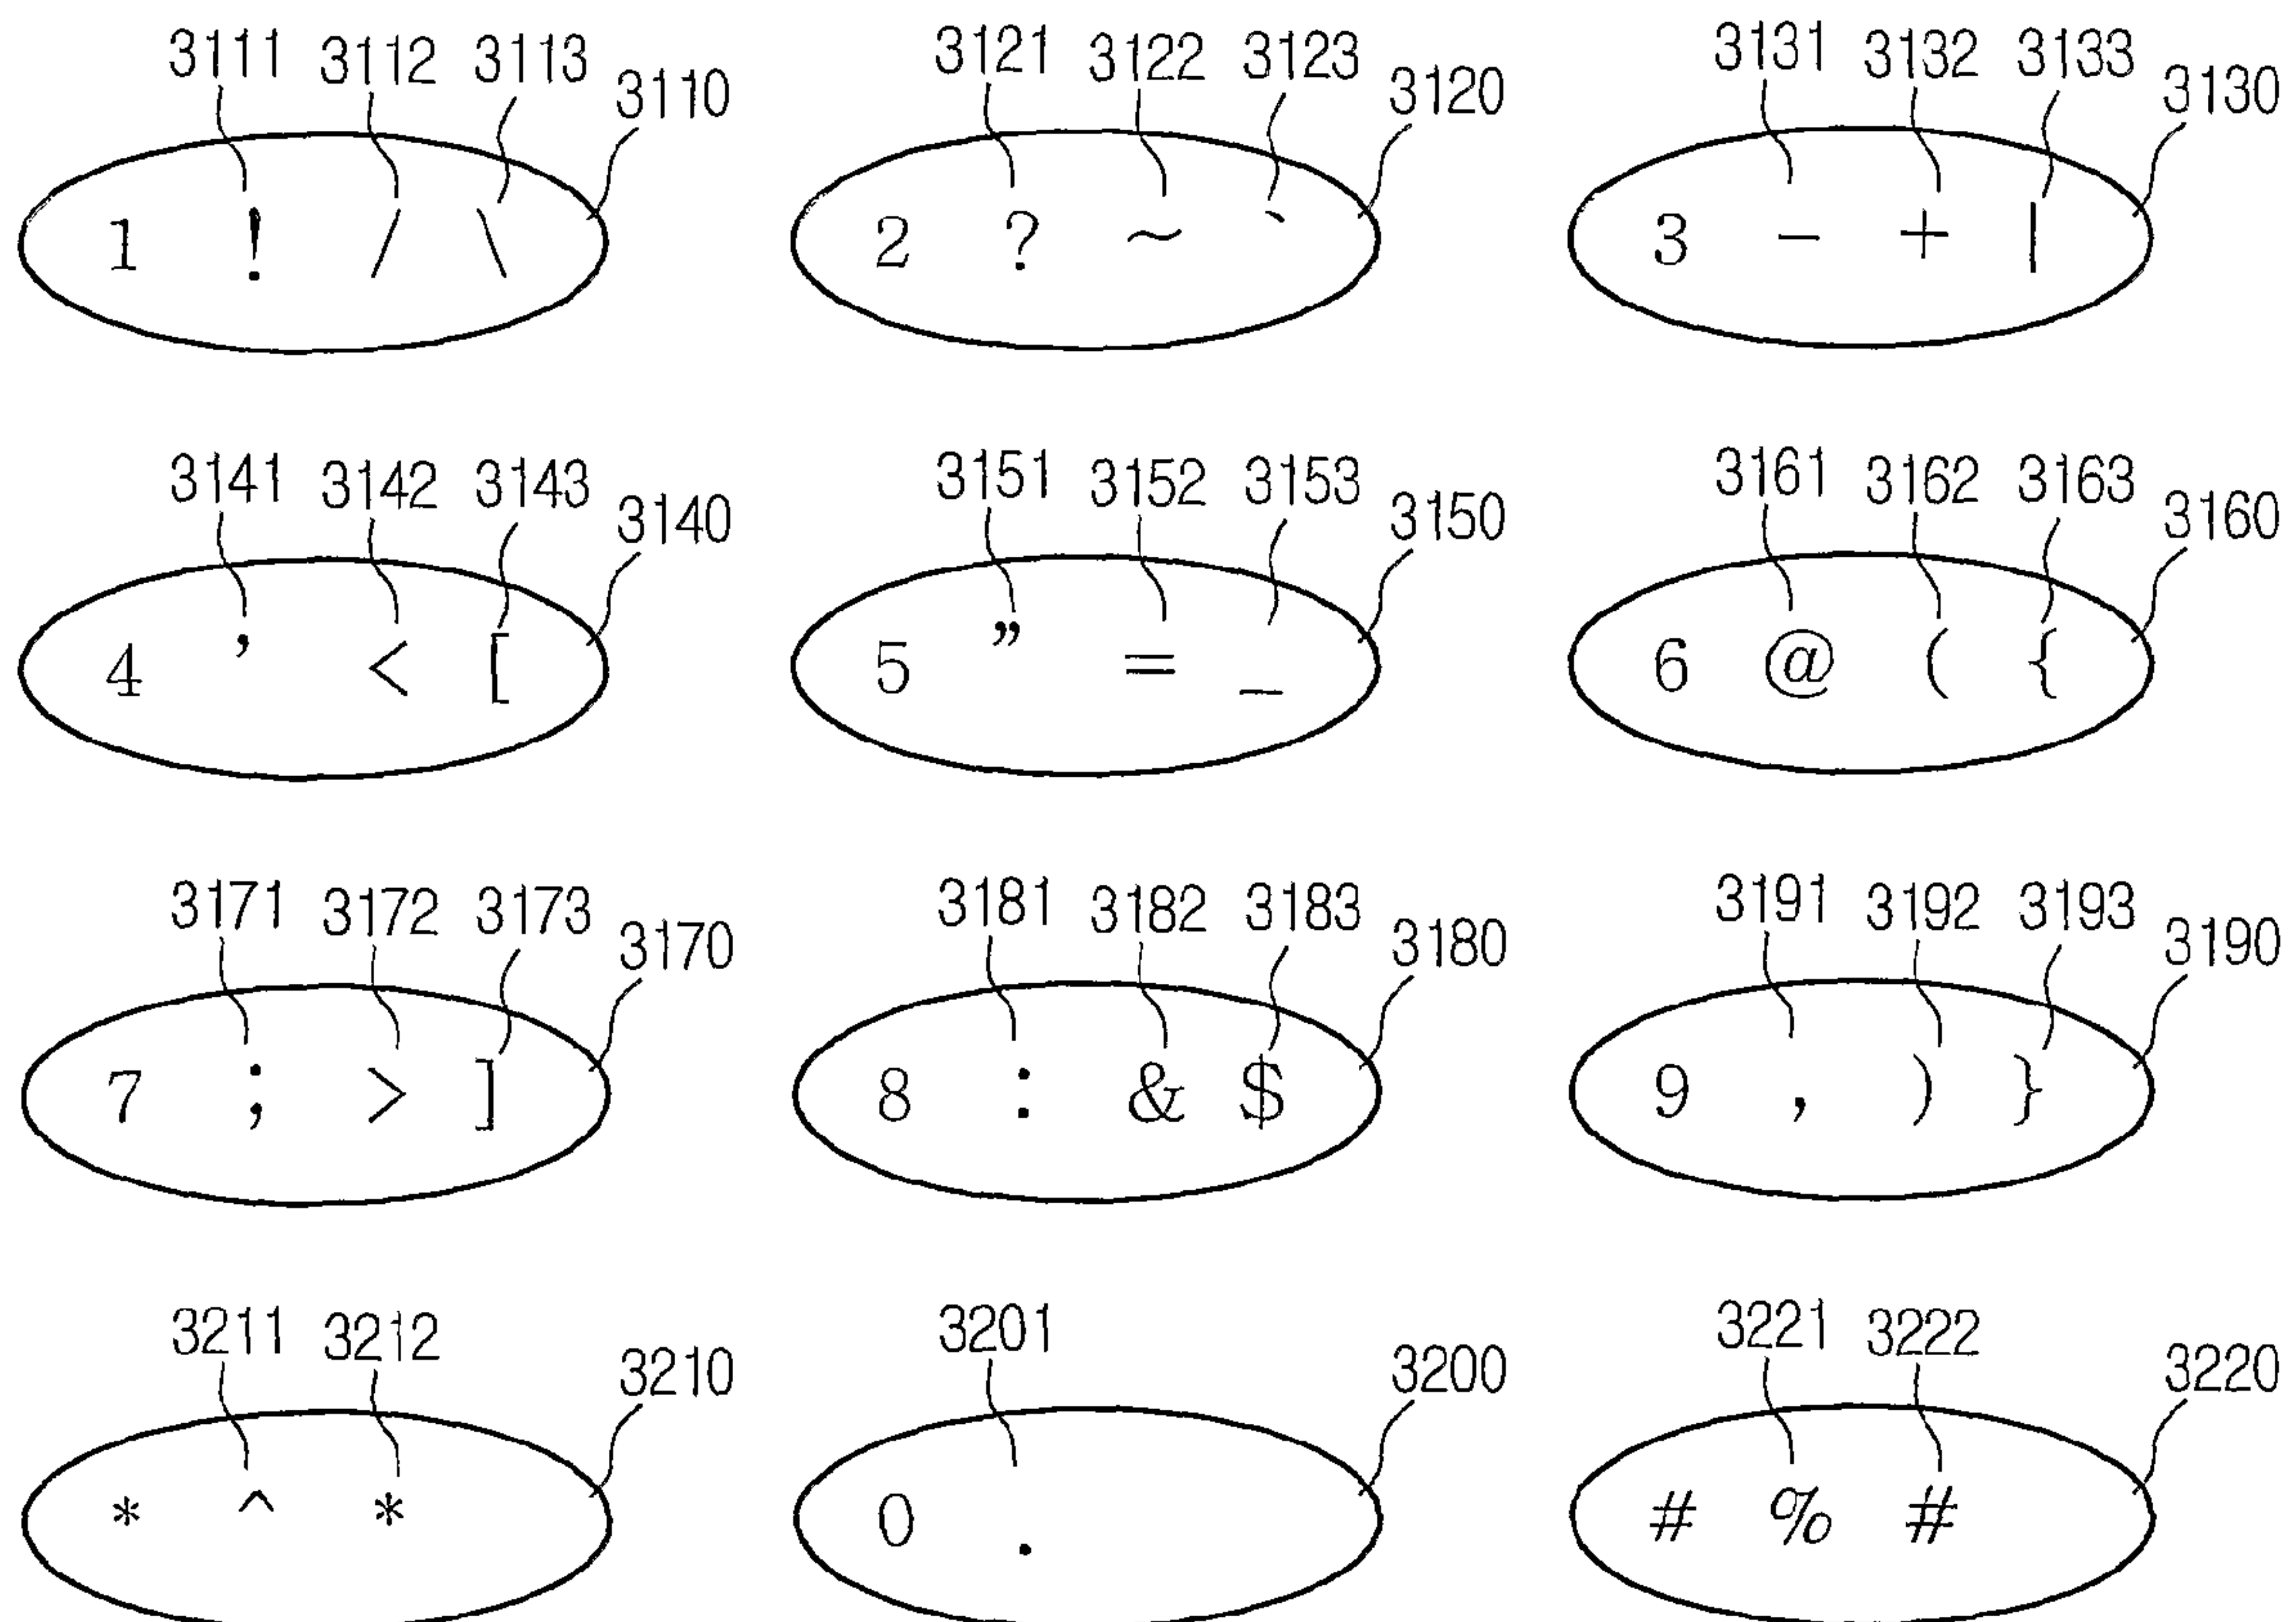 3111 3112 3113 3110 3121 3122 3123 3120 3131 3132 3133 3130
1 ! / \ 2 ? ~ ` 3 - + |
3141 3142 3143 3140 3151 3152 3153 3150 3161 3162 3163 3160
4 ’ < [ 5 ” = _ 6 @ ( {
3171 3172 3173 3170 3181 3182 3183 3180 3191 3192 3193 3190
7 ; > ] 8 : & $ 9 , ) }
3211 3212 3210 3201 3200 3221 3222 3220
* ^ * 0 . # % #